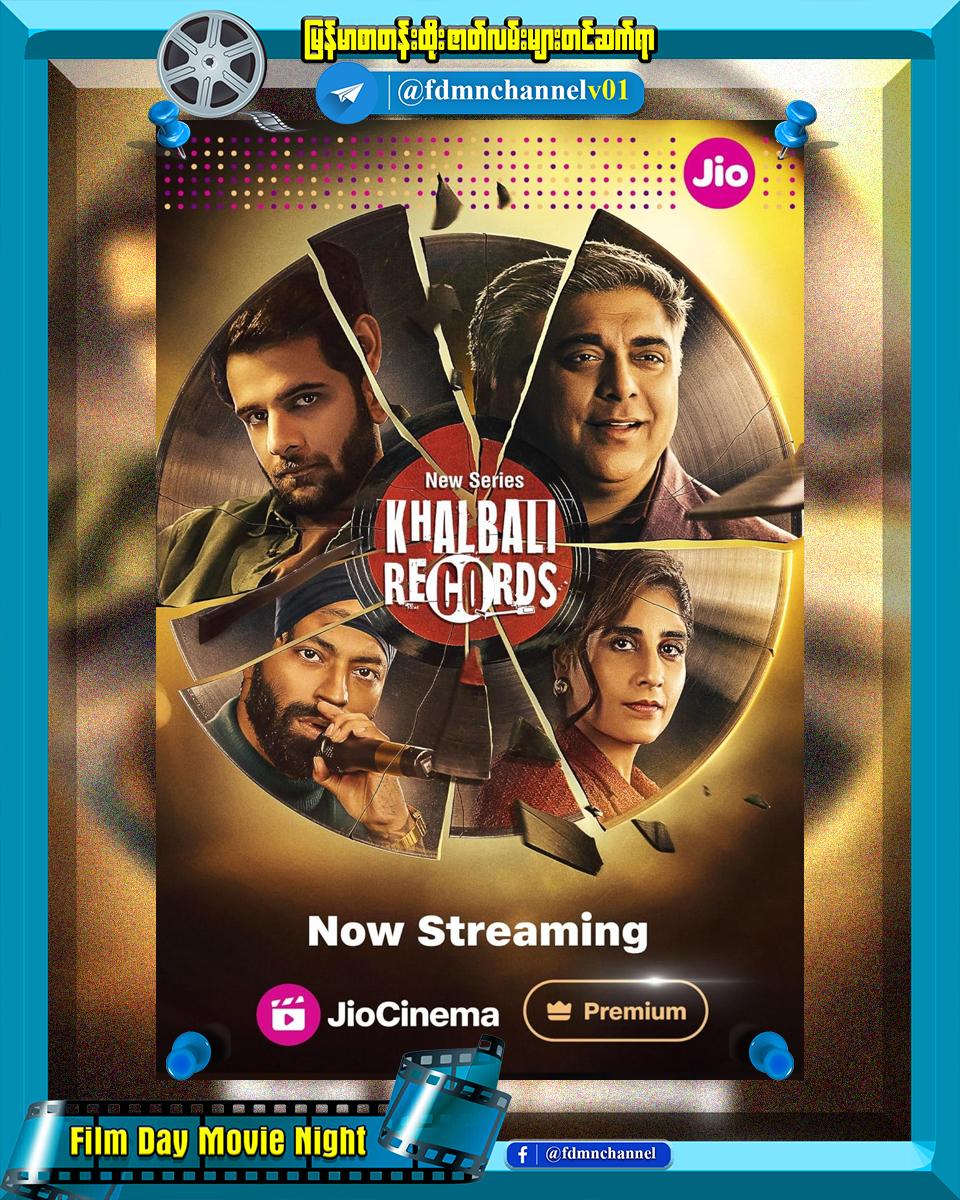 မြန်မာစာတန်းထိုးဇာတ်လမ်းများတင်ဆက်ရာ
@fdmnchannelv01
Jio
New Series
KHALBALI
RECORDS
Now Streaming
JioCinema
Premium
Film Day Movie Night
@fdmnchannel